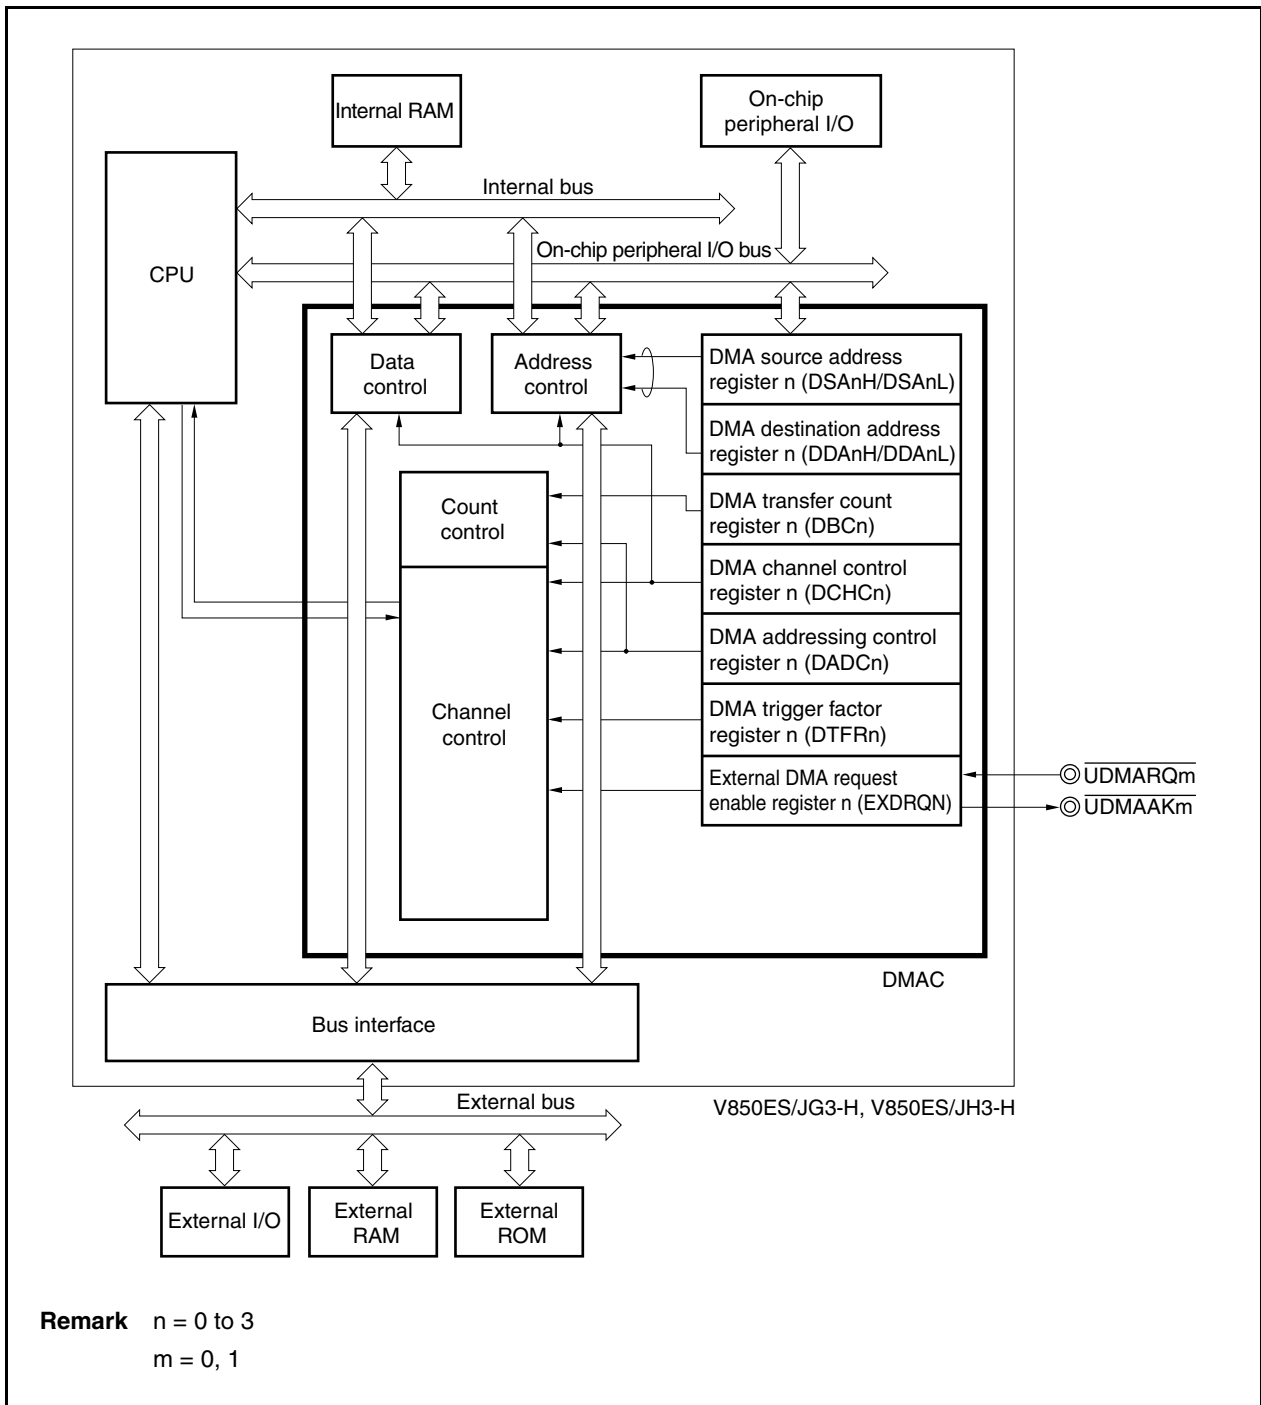 Internal RAM
On-chip
peripheral I/O
Internal bus
On-chip peripheral I/O bus
CPU
Data
control
Address
control
DMA source address
register n (DSAnH/DSAnL)
DMA destination address
register n (DDAnH/DDAnL)
DMA transfer count
register n (DBCn)
DMA channel control
register n (DCHCn)
DMA addressing control
register n (DADCn)
DMA trigger factor
register n (DTFRn)
External DMA request
enable register n (EXDRQN)
Count
control
Channel
control
UDMARQm
UDMAAKm
DMAC
Bus interface
V850ES/JG3-H, V850ES/JH3-H
External bus
External I/O
External
RAM
External
ROM
Remark n = 0 to 3
m = 0, 1